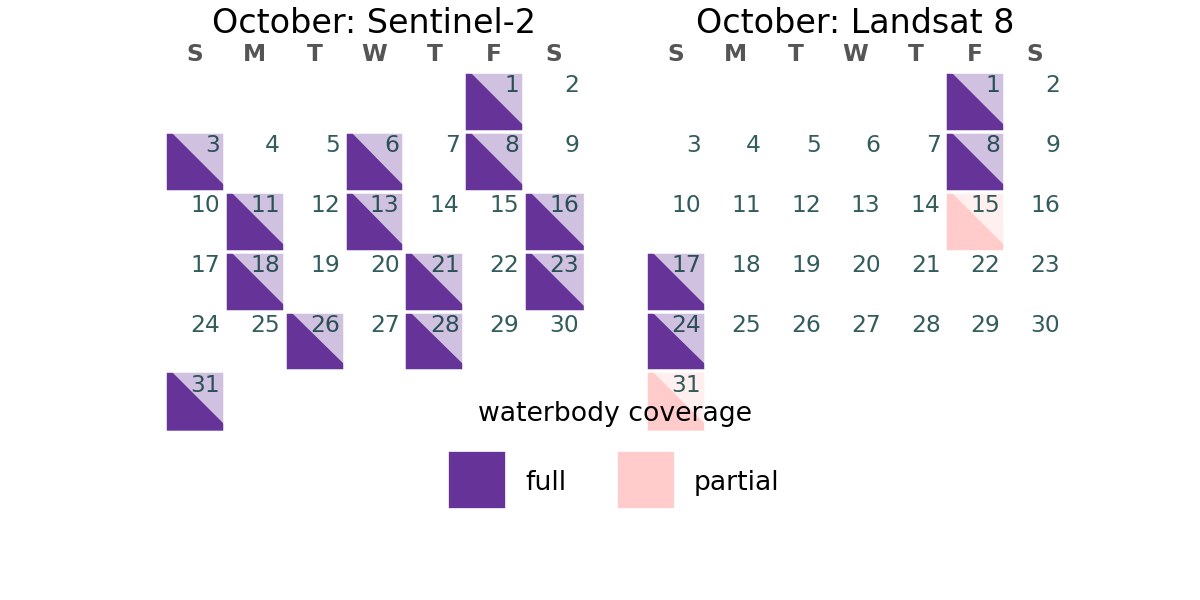 October: Sentinel-2
S M T W T F S
1 2
3 4 5 6 7 8 9
10 11 12 13 14 15 16
17 18 19 20 21 22 23
24 25 26 27 28 29 30
31
October: Landsat 8
S M T W T F S
1 2
3 4 5 6 7 8 9
10 11 12 13 14 15 16
17 18 19 20 21 22 23
24 25 26 27 28 29 30
31
waterbody coverage
full
partial